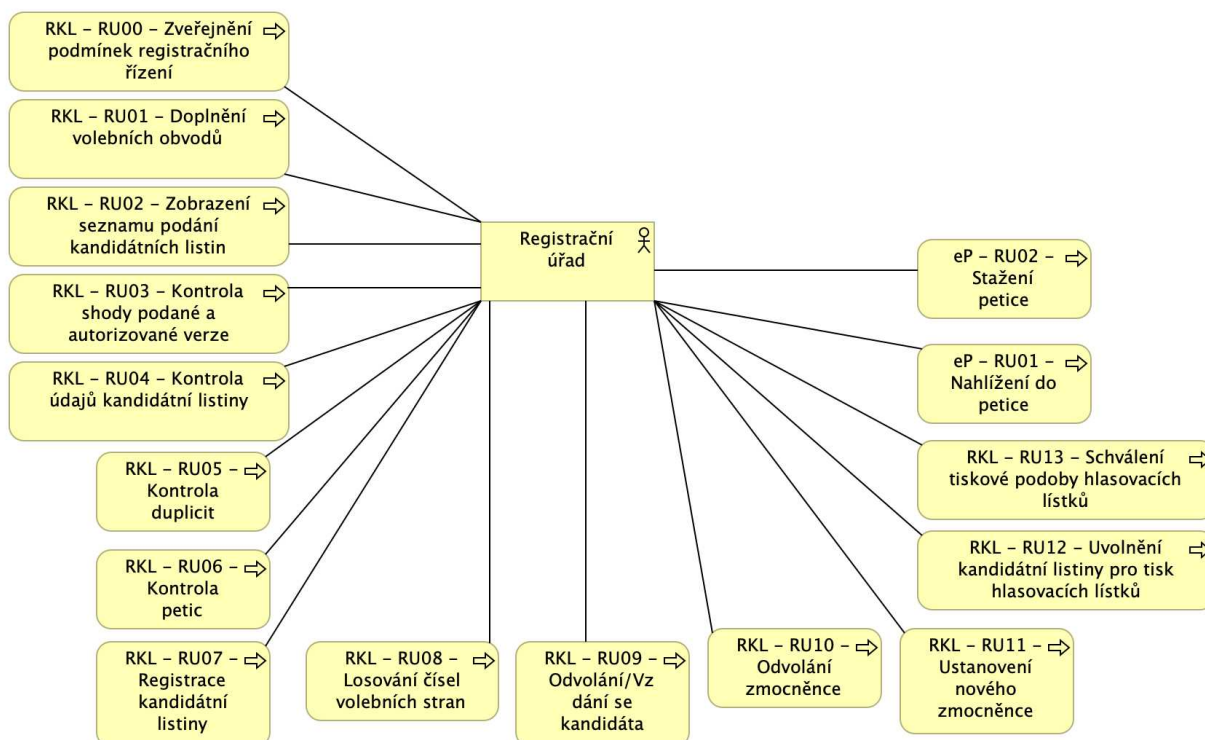 RKL – RU00 – Zveřejnění
podmínek registračního
řízení
RKL – RU01 – Doplnění
volebních obvodů
RKL – RU02 – Zobrazení
seznamu podání
kandidátních listin
RKL – RU03 – Kontrola
shody podané a
autorizované verze
RKL – RU04 – Kontrola
údajů kandidátní listiny
RKL – RU05 –
Kontrola
duplicit
RKL – RU06 –
Kontrola
petic
RKL – RU07 –
Registrace
kandidátní
listiny
Registrační
úřad
RKL – RU08 –
Losování čísel
volebních stran
RKL – RU09 –
Odvolání/Vz
dání se
kandidáta
RKL – RU10 –
Odvolání
zmocněnce
RKL – RU11 –
Ustanovení
nového
zmocněnce
eP – RU02 –
Stažení
petice
eP – RU01 –
Nahlížení do
petice
RKL – RU13 – Schválení
tiskové podoby hlasovacích
lístků
RKL – RU12 – Uvolnění
kandidátní listiny pro tisk
hlasovacích lístků